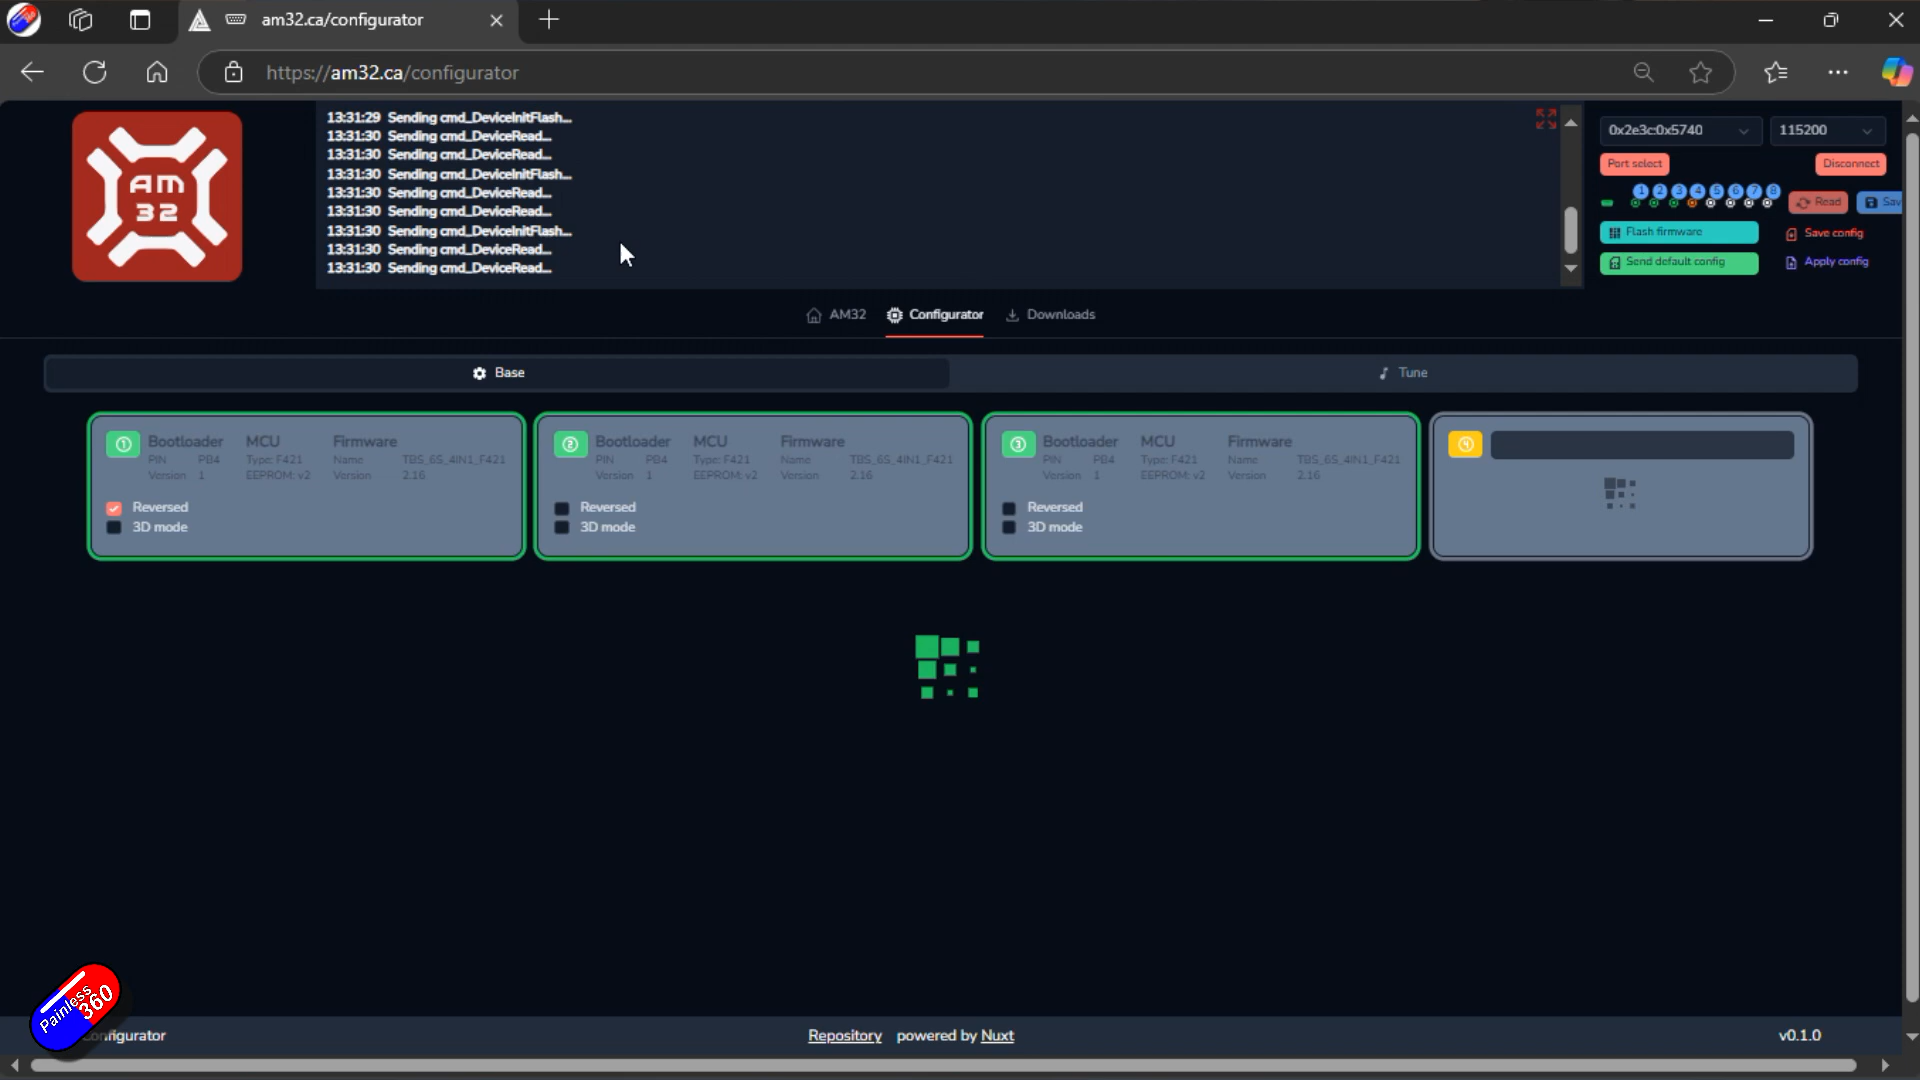 am32.ca/configurator
https://am32.ca/configurator
AM
32
13:31:29 Sending cmd_DeviceInitFlash...
13:31:30 Sending cmd_DeviceRead...
13:31:30 Sending cmd_DeviceRead...
13:31:30 Sending cmd_DeviceInitFlash...
13:31:30 Sending cmd_DeviceRead...
13:31:30 Sending cmd_DeviceRead...
13:31:30 Sending cmd_DeviceInitFlash...
13:31:30 Sending cmd_DeviceRead...
13:31:30 Sending cmd_DeviceRead...
0x2e3c:0x5740 115200
Port select Disconnect
1 2 3 4 5 6 7 8
Read Sav
Flash firmware Save config
Send default config Apply config
AM32 Configurator Downloads
Base Tune
1 Bootloader MCU Firmware
PIN PB4 Type: F421 Name TBS_6S_4IN1_F421
Version 1 EEPROM: v2 Version 2.16
Reversed
3D mode
2 Bootloader MCU Firmware
PIN PB4 Type: F421 Name TBS_6S_4IN1_F421
Version 1 EEPROM: v2 Version 2.16
Reversed
3D mode
3 Bootloader MCU Firmware
PIN PB4 Type: F421 Name TBS_6S_4IN1_F421
Version 1 EEPROM: v2 Version 2.16
Reversed
3D mode
4
Painless
360
onfigurator Repository powered by Nuxt v0.1.0